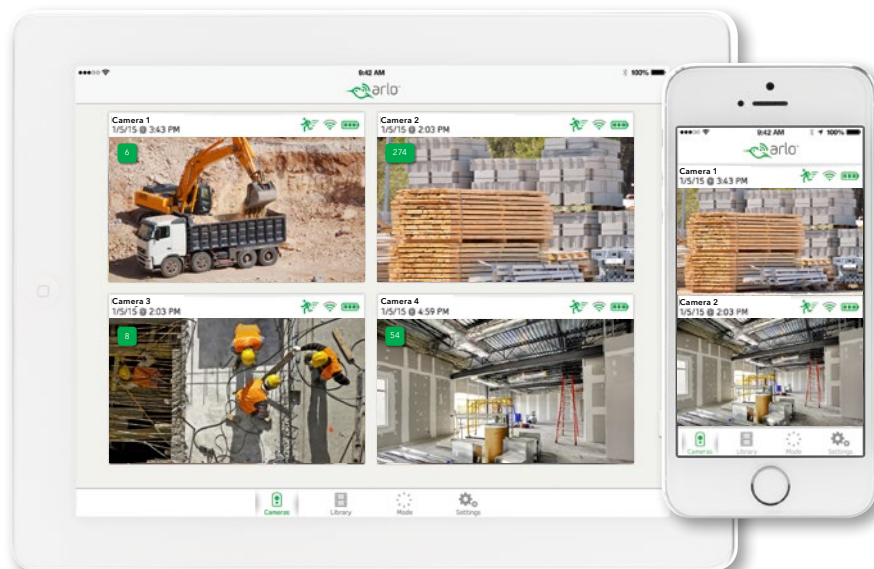 9:42 AM
100%
arlo
Camera 1
1/5/15 @ 3:43 PM
6
Camera 2
1/5/15 @ 2:03 PM
274
Camera 3
1/5/15 @ 2:03 PM
8
Camera 4
1/5/15 @ 4:59 PM
54
Cameras
Library
Mode
Settings
9:42 AM
100%
arlo
Camera 1
1/5/15 @ 3:43 PM
Camera 2
1/5/15 @ 2:03 PM
Cameras
Library
Mode
Settings